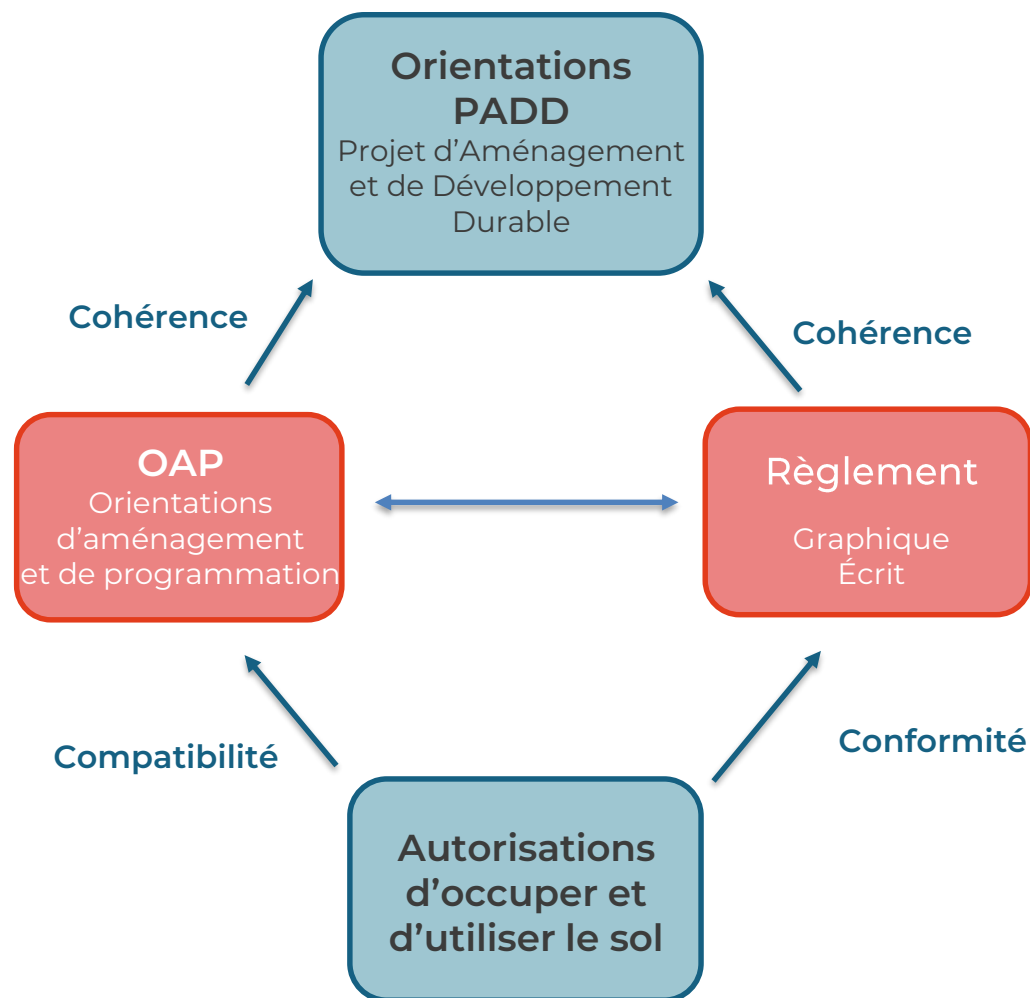 Orientations
PADD
Projet d’Aménagement
et de Développement
Durable
Cohérence
Cohérence
OAP
Orientations
d’aménagement
et de programmation
Règlement
Graphique
Écrit
Compatibilité
Conformité
Autorisations
d’occuper et
d’utiliser le sol